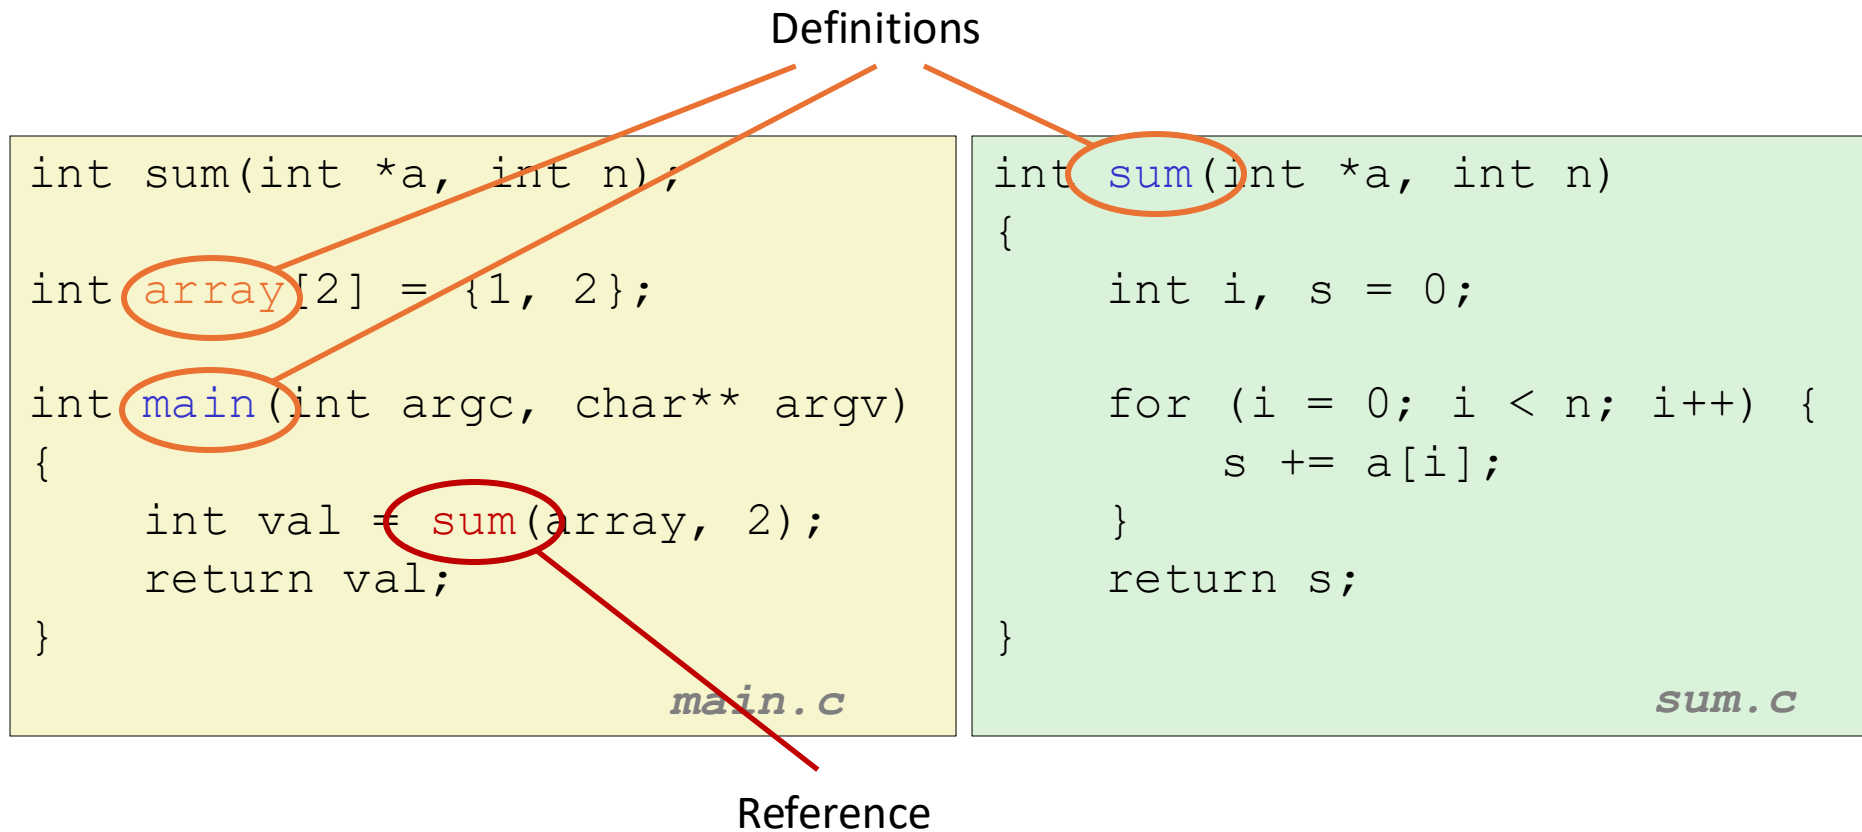 Definitions
int sum(int *a, int n);
int array[2] = {1, 2};
int main(int argc, char** argv)
{
    int val = sum(array, 2);
    return val;
}
main.c
int sum(int *a, int n)
{
    int i, s = 0;
    for (i = 0; i < n; i++) {
        s += a[i];
    }
    return s;
}
sum.c
Reference